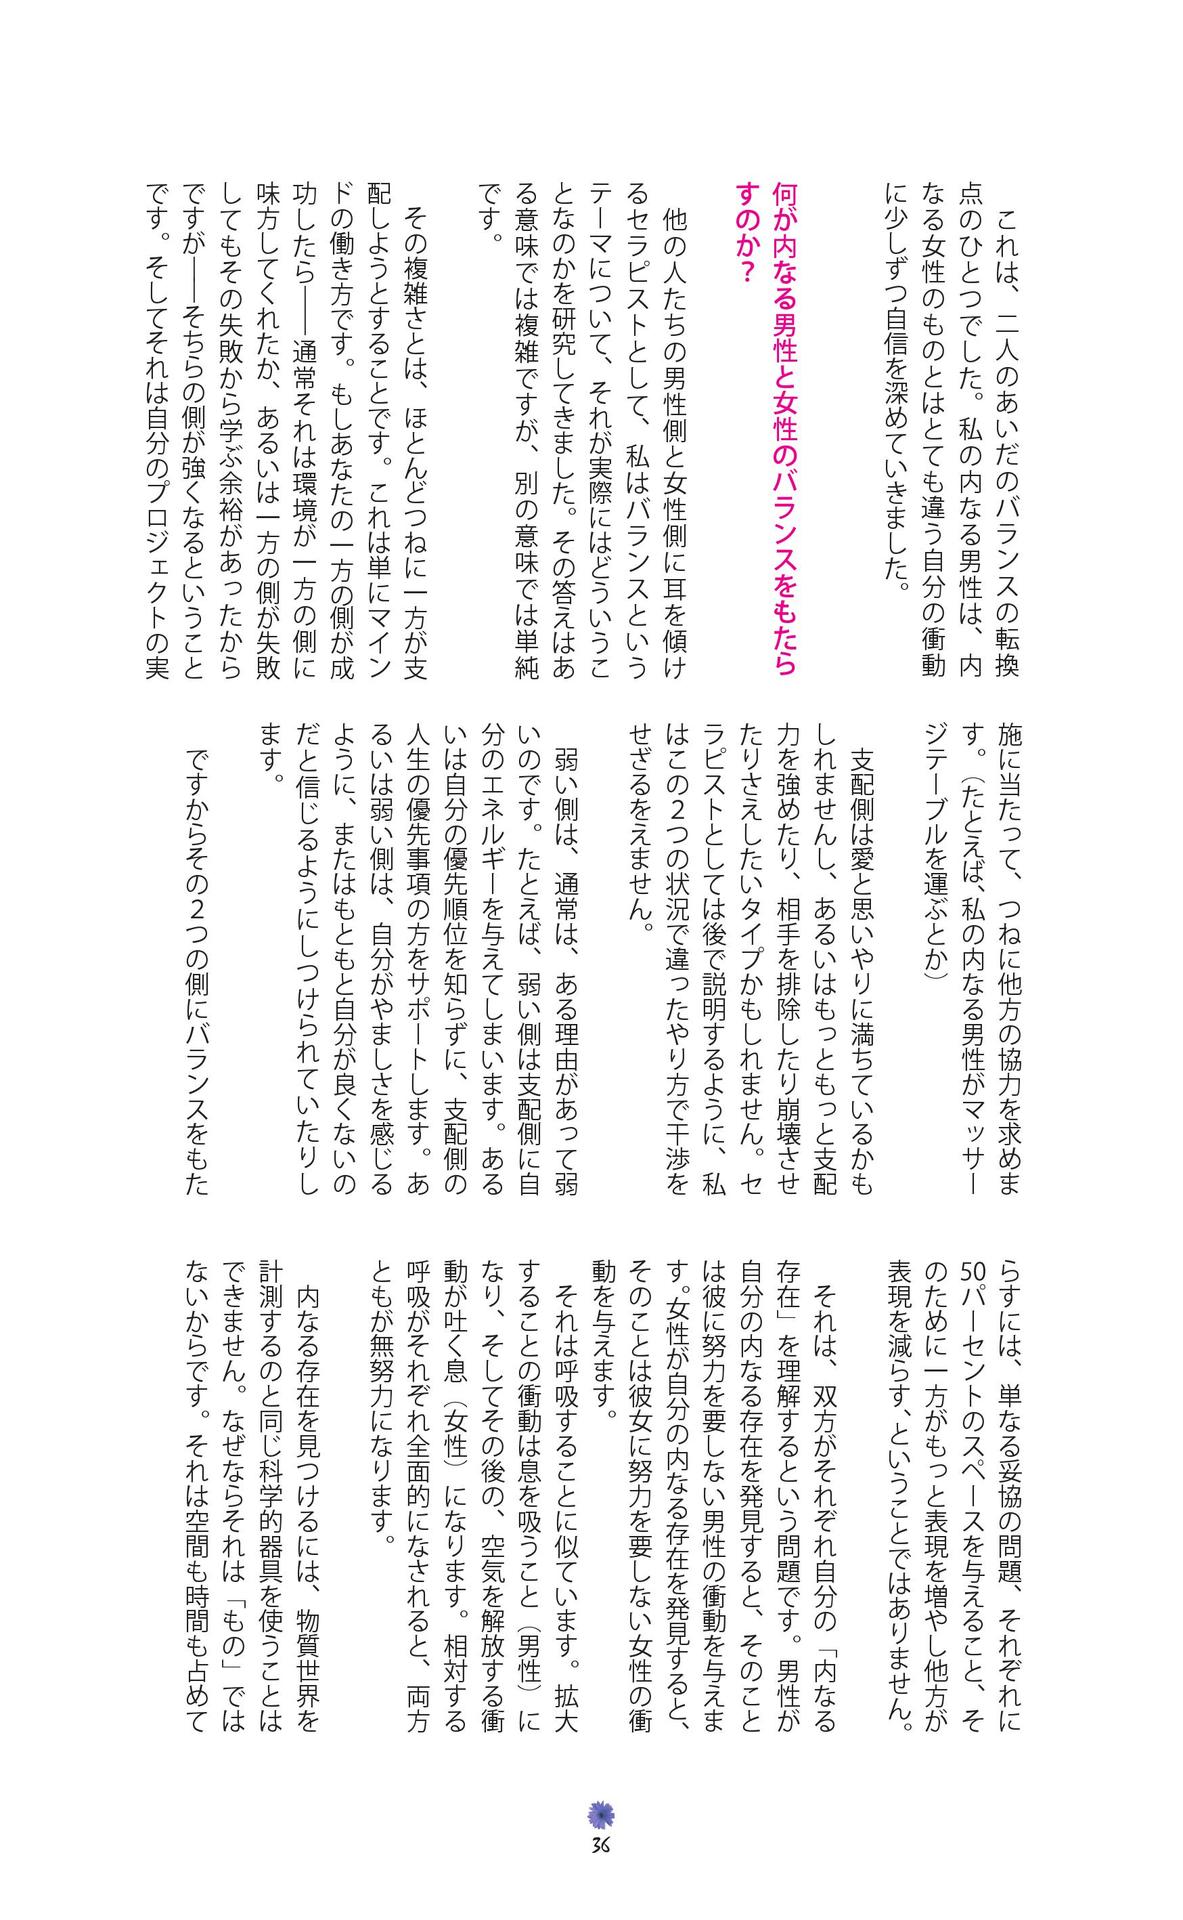 これは、二人のあいだのバランスの転換
点のひとつでした。私の内なる男性は、内
なる女性のものとはとても違う自分の衝動
に少しずつ自信を深めていきました。
何が内なる男性と女性のバランスをもたら
すのか？
他の人たちの男性側と女性側に耳を傾け
るセラピストとして、私はバランスという
テーマについて、それが実際にはどういうこ
となのかを研究してきました。その答えはあ
る意味では複雑ですが、別の意味では単純
です。
その複雑さとは、ほとんどつねに一方が支
配しようとすることです。これは単にマイン
ドの働き方です。もしあなたの一方の側が成
功したら――通常それは環境が一方の側に
味方してくれたか、あるいは一方の側が失敗
してもその失敗から学ぶ余裕があったから
ですが――そちらの側が強くなるということ
です。そしてそれは自分のプロジェクトの実
施に当たって、つねに他方の協力を求めま
す。（たとえば、私の内なる男性がマッサー
ジテーブルを運ぶとか）
支配側は愛と思いやりに満ちているかも
しれませんし、あるいはもっともっと支配
力を強めたり、相手を排除したり崩壊させ
たりさえしたいタイプかもしれません。セ
ラピストとしては後で説明するように、私
はこの２つの状況で違ったやり方で干渉を
せざるをえません。
弱い側は、通常は、ある理由があって弱
いのです。たとえば、弱い側は支配側に自
分のエネルギーを与えてしまいます。ある
いは自分の優先順位を知らずに、支配側の
人生の優先事項の方をサポートします。あ
るいは弱い側は、自分がやましさを感じる
ように、またはもともと自分が良くないの
だと信じるようにしつけられていたりし
ます。
ですからその２つの側にバランスをもた
らすには、単なる妥協の問題、それぞれに
50パーセントのスペースを与えること、そ
のために一方がもっと表現を増やし他方が
表現を減らす、ということではありません。
それは、双方がそれぞれ自分の「内なる
存在」を理解するという問題です。男性が
自分の内なる存在を発見すると、そのこと
は彼に努力を要しない男性の衝動を与えま
す。女性が自分の内なる存在を発見すると、
そのことは彼女に努力を要しない女性の衝
動を与えます。
それは呼吸することに似ています。拡大
することの衝動は息を吸うこと（男性）に
なり、そしてその後の、空気を解放する衝
動が吐く息（女性）になります。相対する
呼吸がそれぞれ全面的になされると、両方
ともが無努力になります。
内なる存在を見つけるには、物質世界を
計測するのと同じ科学的器具を使うことは
できません。なぜならそれは「もの」では
ないからです。それは空間も時間も占めて
36